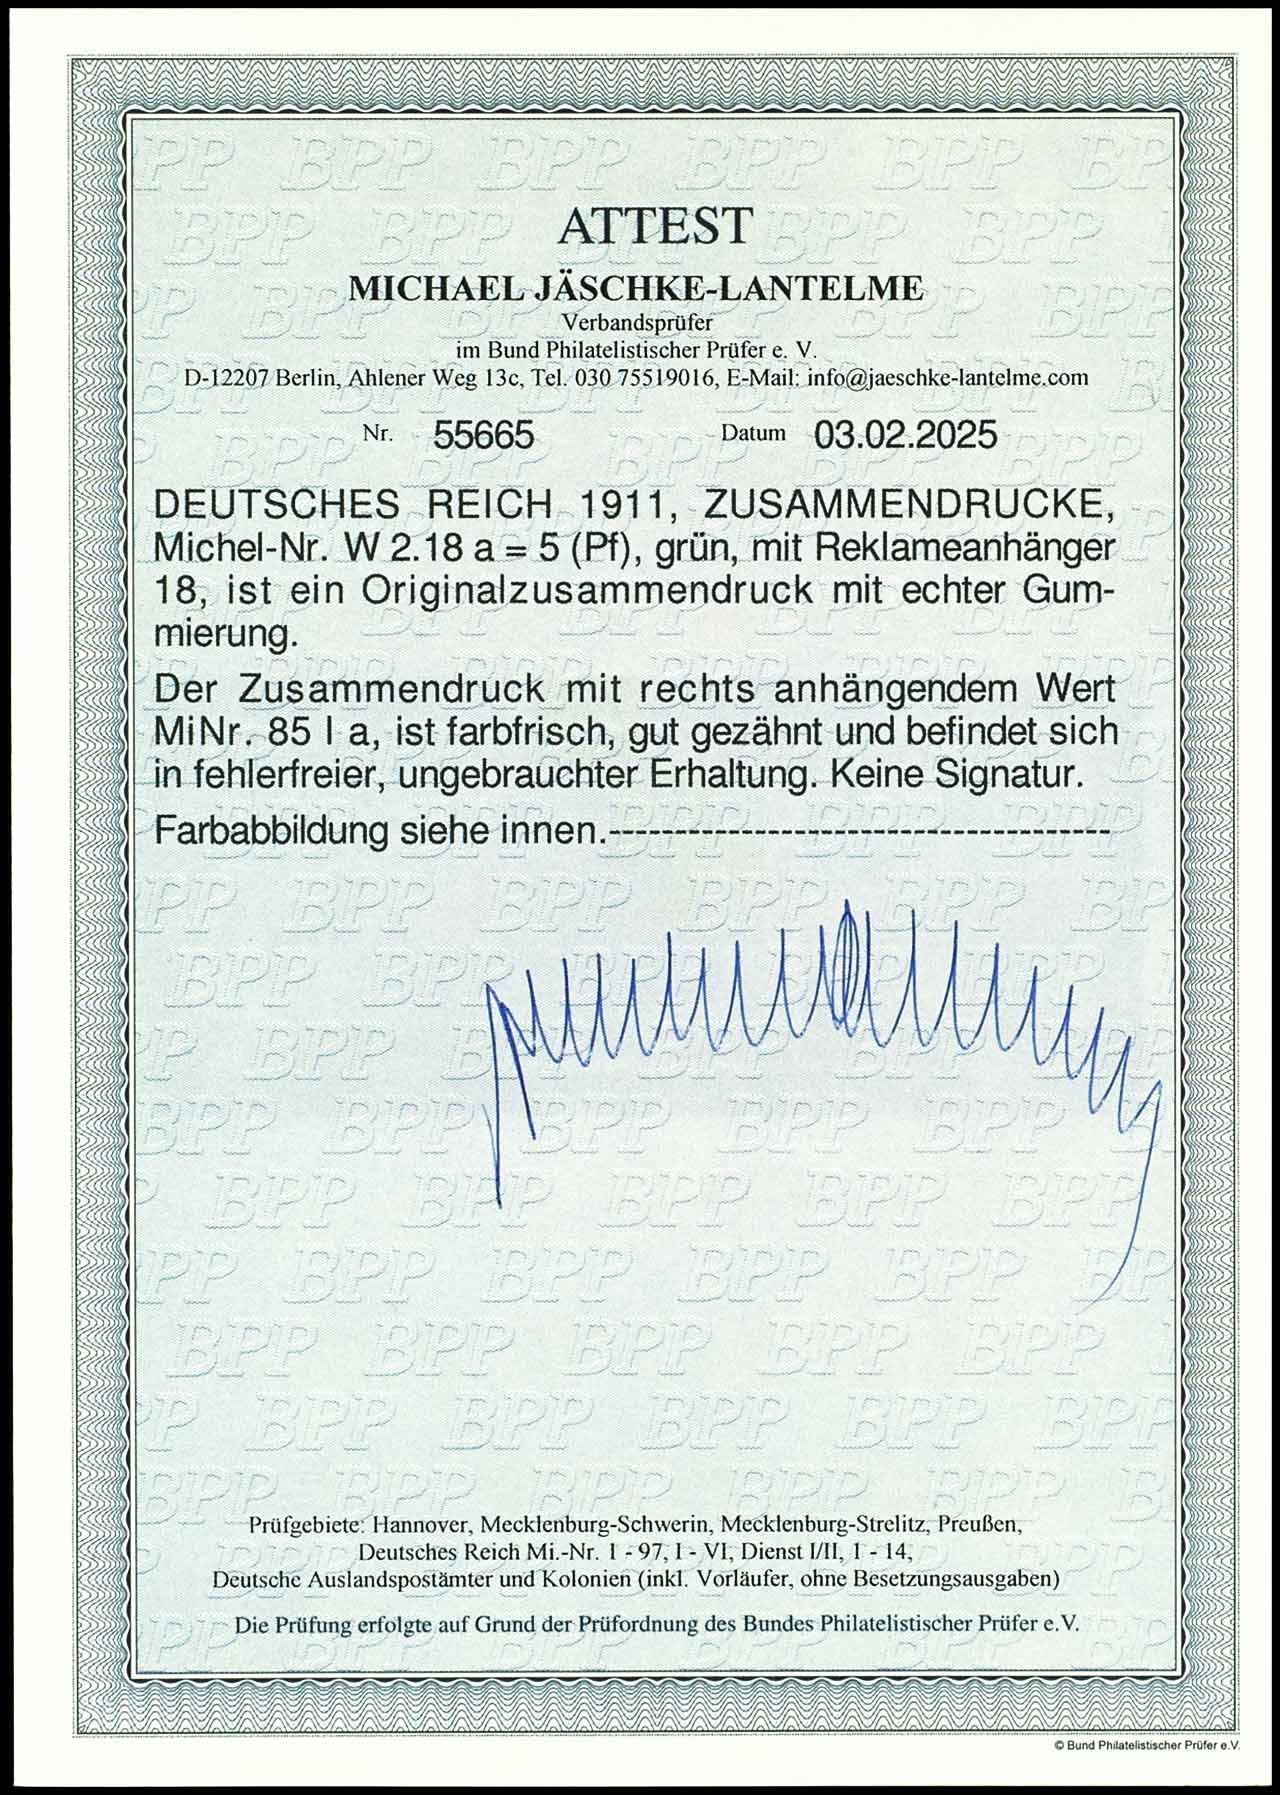 ATTEST
MICHAEL JÄSCHKE-LANTELME
Verbandsprüfer
im Bund Philatelistischer Prüfer e. V.
D-12207 Berlin, Ahlener Weg 13c, Tel. 030 75519016, E-Mail: info@jaeschke-lantelme.com
Nr. 55665 Datum 03.02.2025
DEUTSCHES REICH 1911, ZUSAMMENDRUCKE,
Michel-Nr. W 2.18 a = 5 (Pf), grün, mit Reklameanhänger
18, ist ein Originalzusammendruck mit echter Gum-
mierung.
Der Zusammendruck mit rechts anhängendem Wert
MiNr. 85 I a, ist farbfrisch, gut gezähnt und befindet sich
in fehlerfreier, ungebrauchter Erhaltung. Keine Signatur.
Farbabbildung siehe innen.--------------------------------------
Prüfgebiete: Hannover, Mecklenburg-Schwerin, Mecklenburg-Strelitz, Preußen,
Deutsches Reich Mi.-Nr. 1 - 97, I - VI, Dienst I/II, 1 - 14,
Deutsche Auslandspostämter und Kolonien (inkl. Vorläufer, ohne Besetzungsausgaben)
Die Prüfung erfolgte auf Grund der Prüfordnung des Bundes Philatelistischer Prüfer e.V.
© Bund Philatelistischer Prüfer e.V.